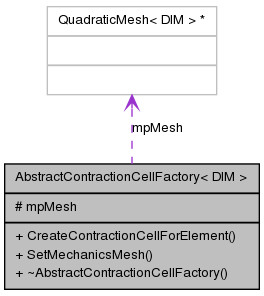 QuadraticMesh< DIM > *
mpMesh
AbstractContractionCellFactory< DIM >
# mpMesh
+ CreateContractionCellForElement()
+ SetMechanicsMesh()
+ ~AbstractContractionCellFactory()